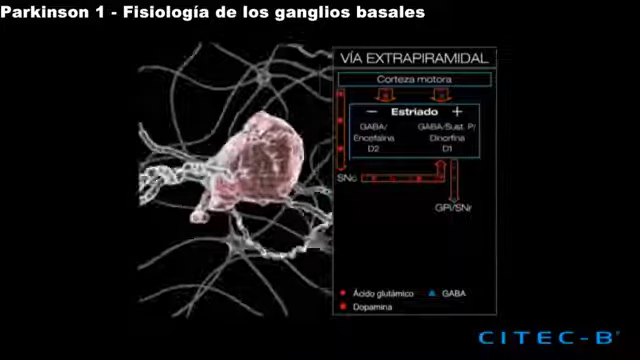 Parkinson 1 - Fisiología de los ganglios basales
VÍA EXTRAPIRAMIDAL
Corteza motora
− Estriado +
GABA/ GABA/Sust. P/
Encefalina Dinorfina
D2 D1
SNc
GPi/SNr
Ácido glutámico GABA
Dopamina
CITEC-B